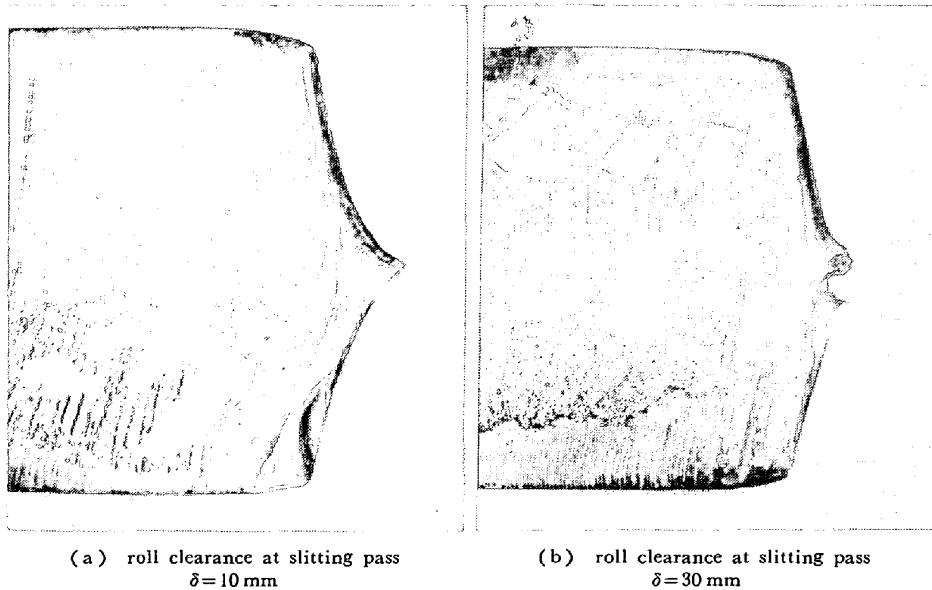 (a) roll clearance at slitting pass
δ=10 mm
(b) roll clearance at slitting pass
δ=30 mm